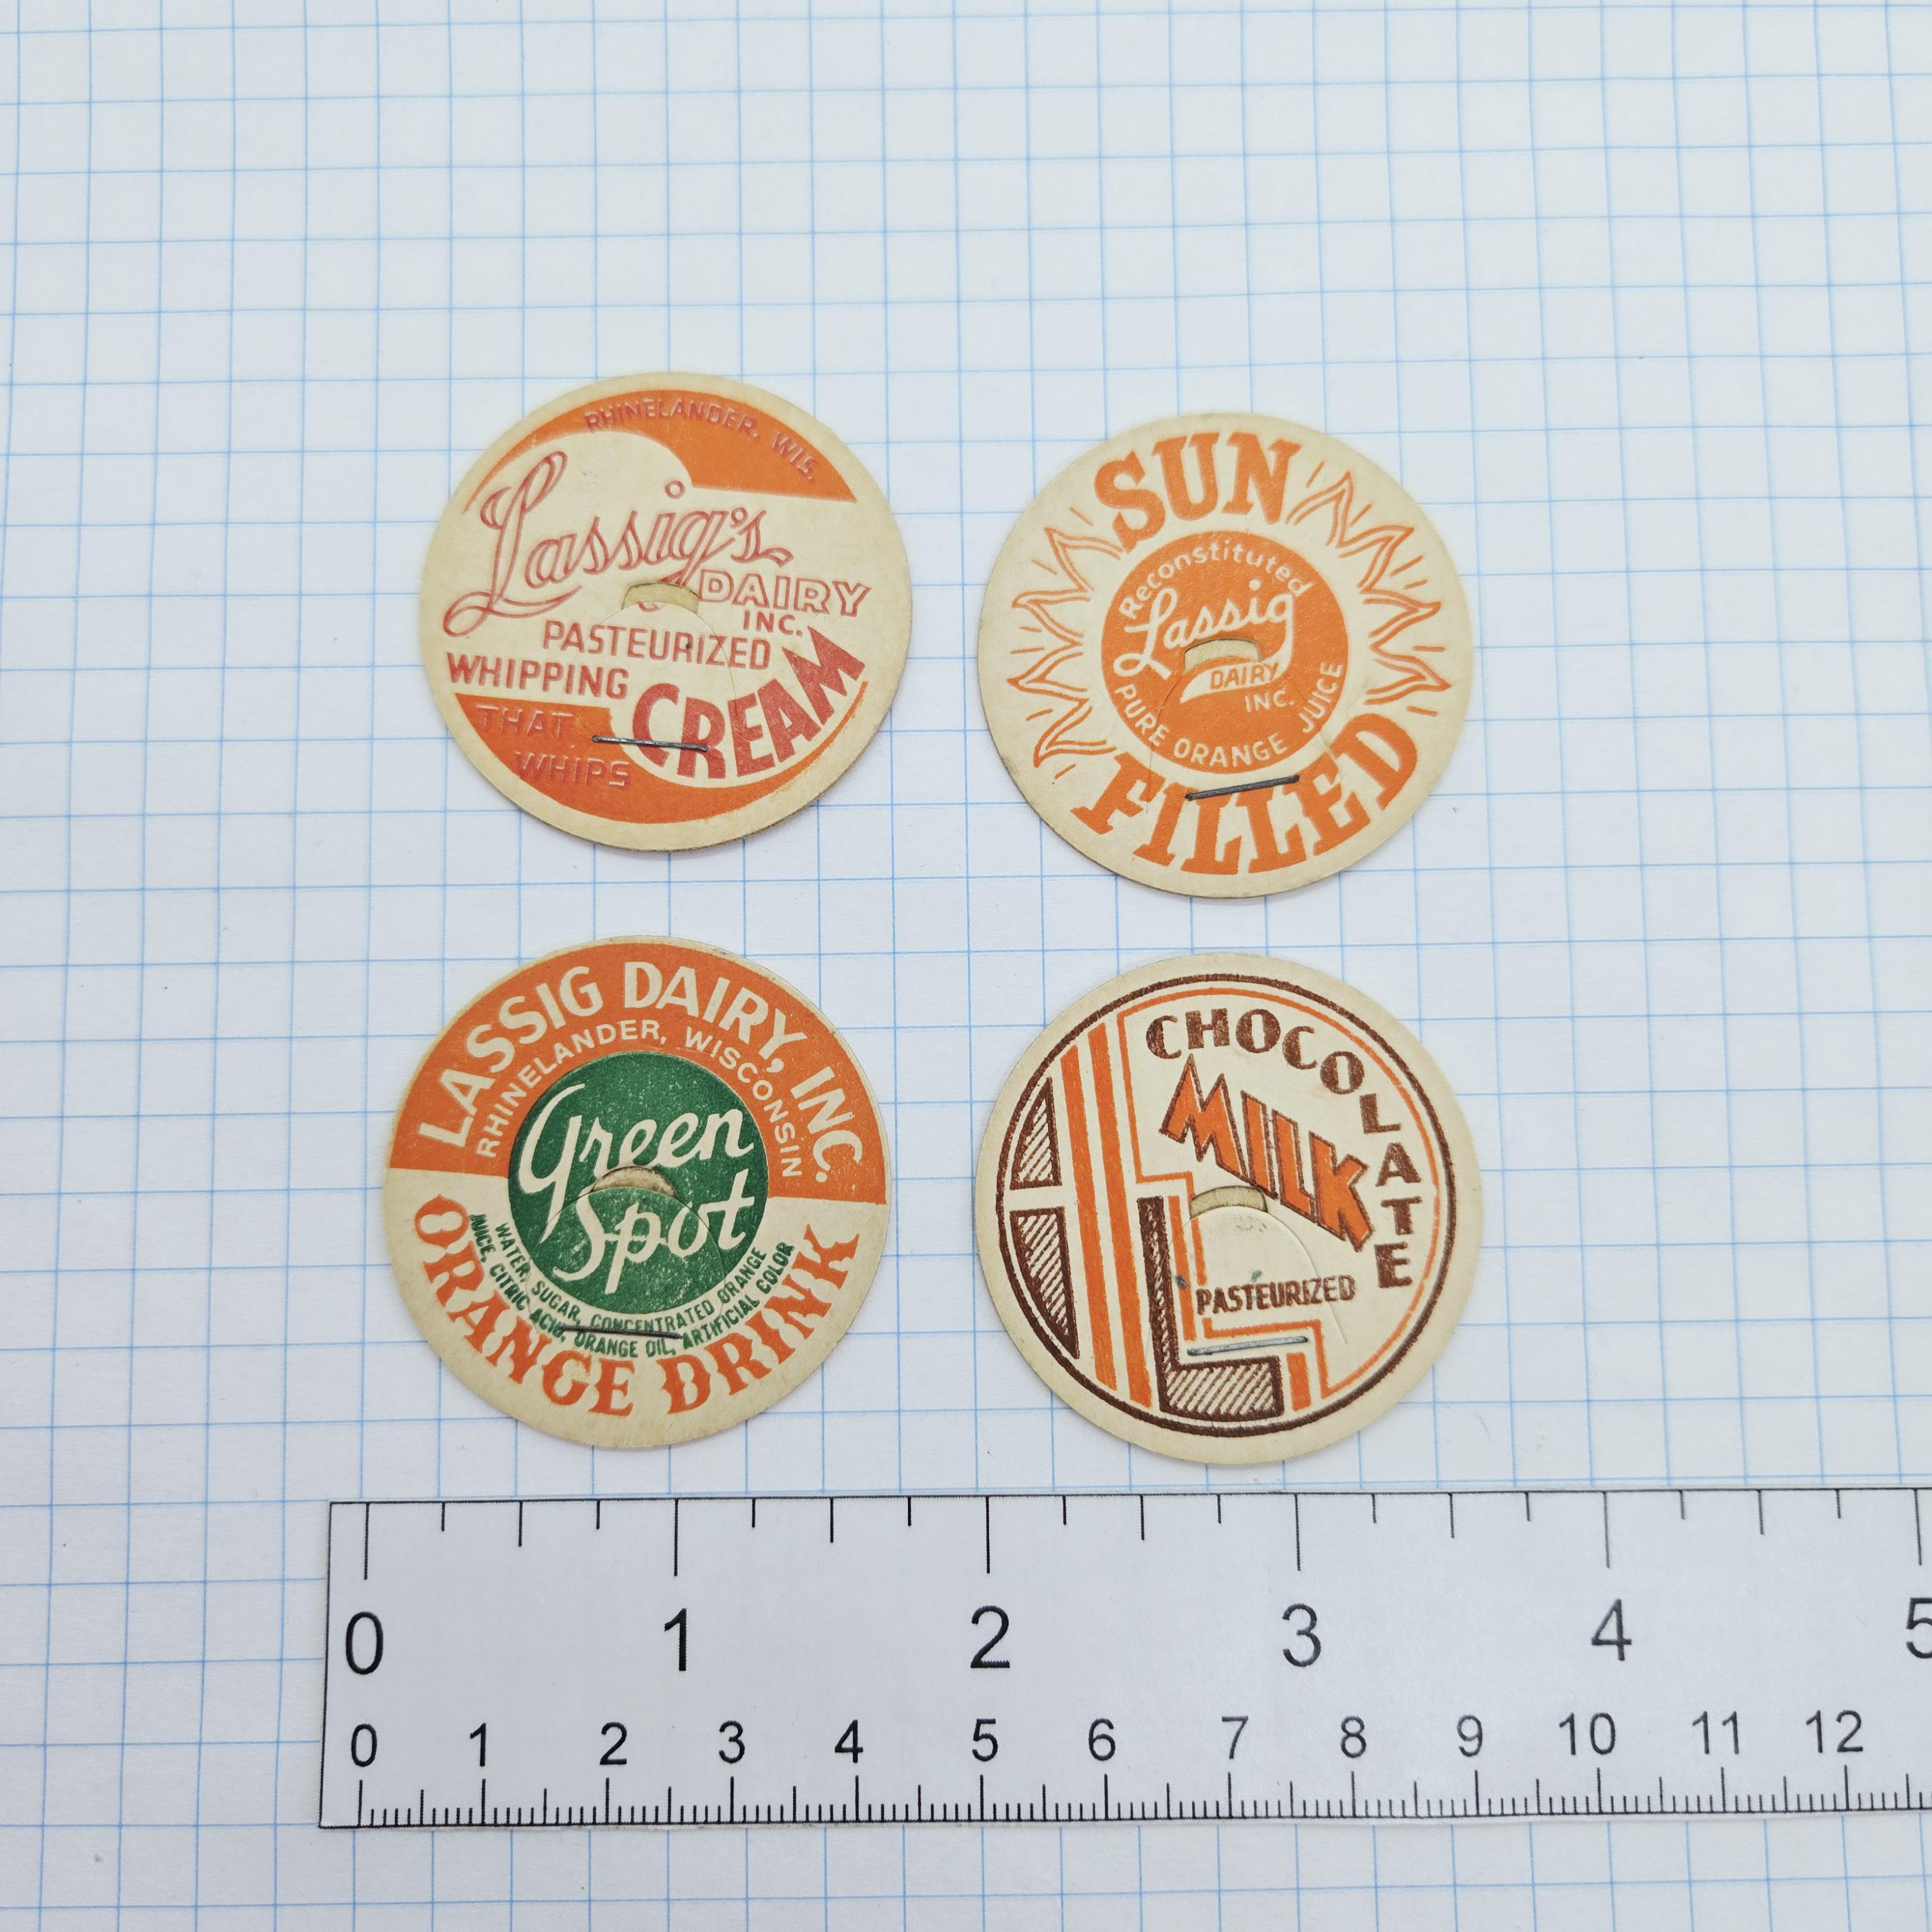 RHINELANDER, WIS.
Lassig's
DAIRY
INC.
PASTEURIZED
WHIPPING
CREAM
THAT
WHIPS
SUN
Reconstituted
Lassig
DAIRY
INC.
PURE ORANGE JUICE
FILLED
LASSIG DAIRY, INC.
RHINELANDER, WISCONSIN
Green
Spot
WATER, SUGAR, CONCENTRATED ORANGE
JUICE, CITRIC ACID, ORANGE OIL, ARTIFICIAL COLOR
ORANGE DRINK
CHOCOLATE
MILK
L
PASTEURIZED
0 1 2 3 4 5
0 1 2 3 4 5 6 7 8 9 10 11 12